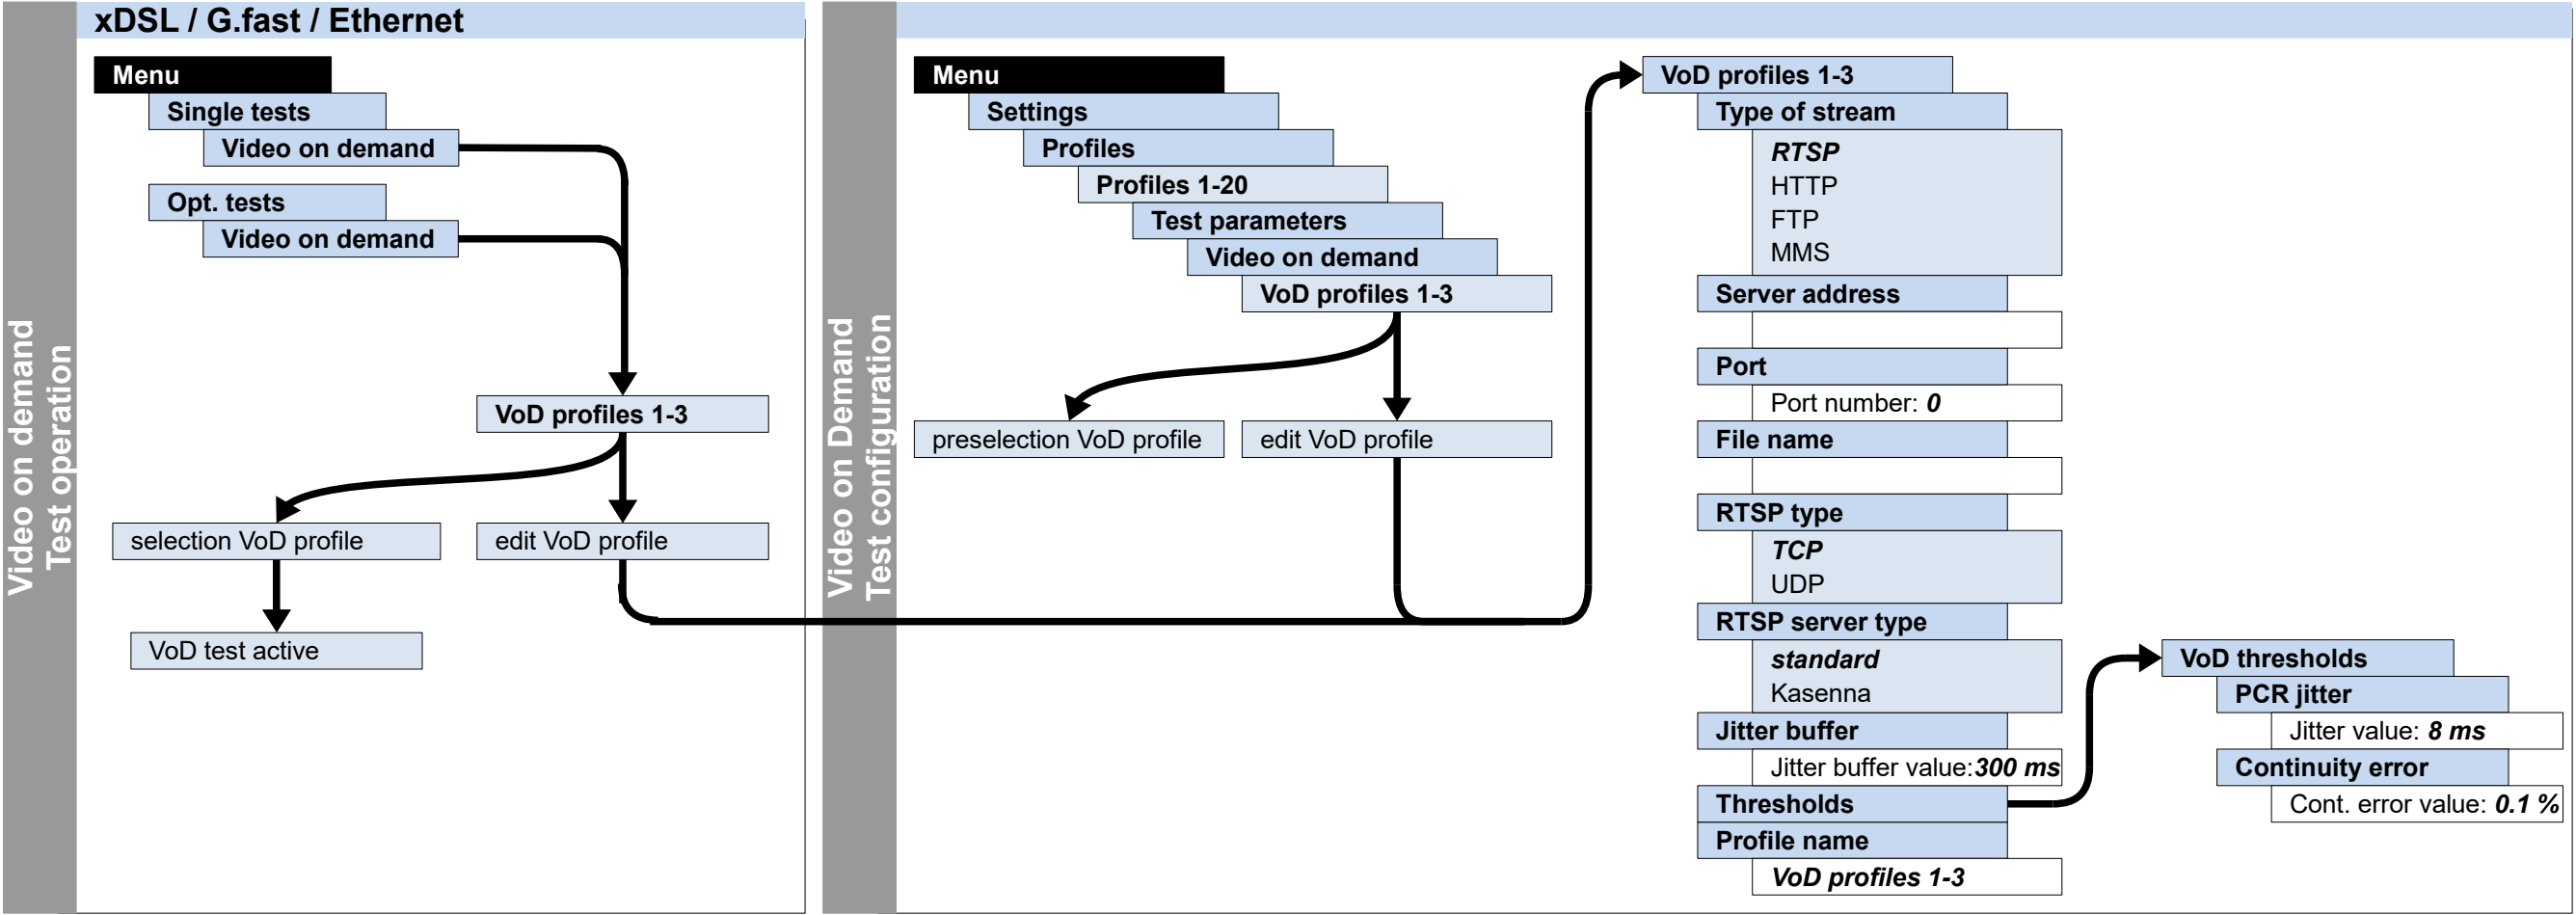 xDSL / G.fast / Ethernet
Video on demand
Test operation
Menu
Single tests
Video on demand
Opt. tests
Video on demand
VoD profiles 1-3
selection VoD profile
edit VoD profile
VoD test active
Video on Demand
Test configuration
Menu
Settings
Profiles
Profiles 1-20
Test parameters
Video on demand
VoD profiles 1-3
preselection VoD profile
edit VoD profile
VoD profiles 1-3
Type of stream
RTSP
HTTP
FTP
MMS
Server address
Port
Port number: 0
File name
RTSP type
TCP
UDP
RTSP server type
standard
Kasenna
Jitter buffer
Jitter buffer value:300 ms
Thresholds
Profile name
VoD profiles 1-3
VoD thresholds
PCR jitter
Jitter value: 8 ms
Continuity error
Cont. error value: 0.1 %